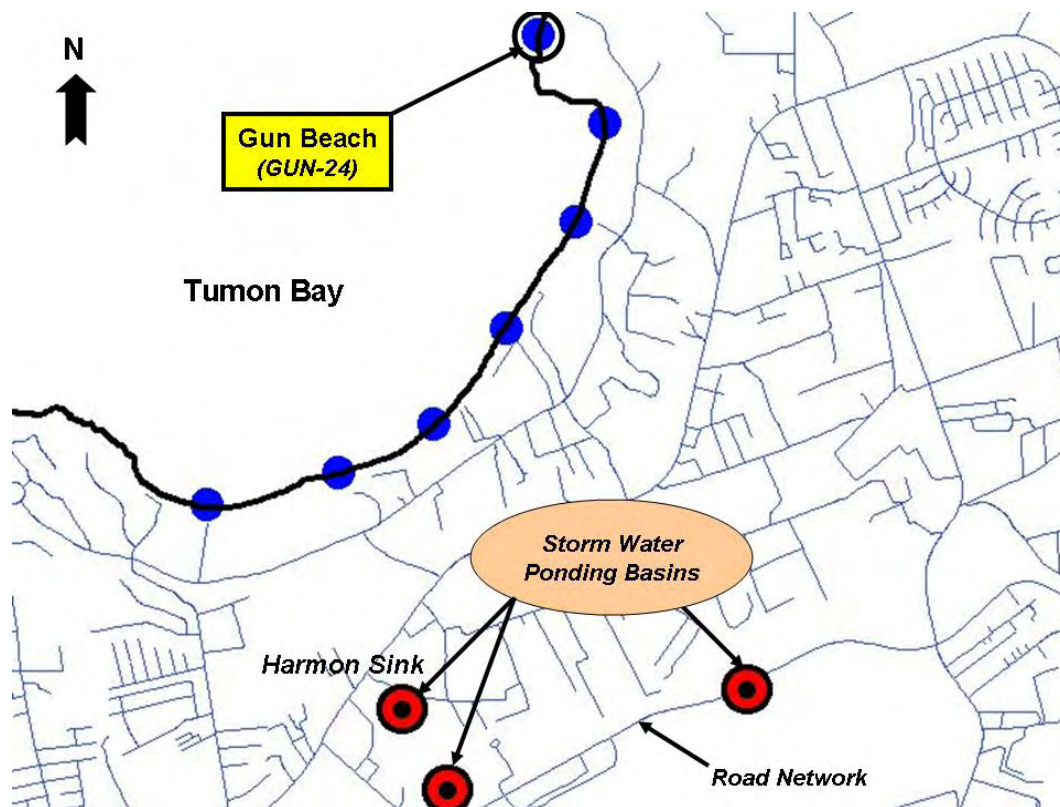 N
Gun Beach
(GUN-24)
Tumon Bay
Storm Water
Ponding Basins
Harmon Sink
Road Network